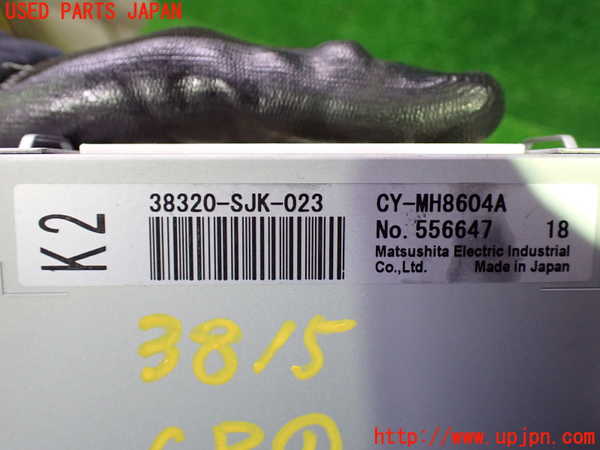 USED PARTS JAPAN
K2
38320-SJK-023
CY-MH8604A
No. 556647 18
Matsushita Electric Industrial
Co.,Ltd. Made in Japan
3815
http://www.upjpn.com/